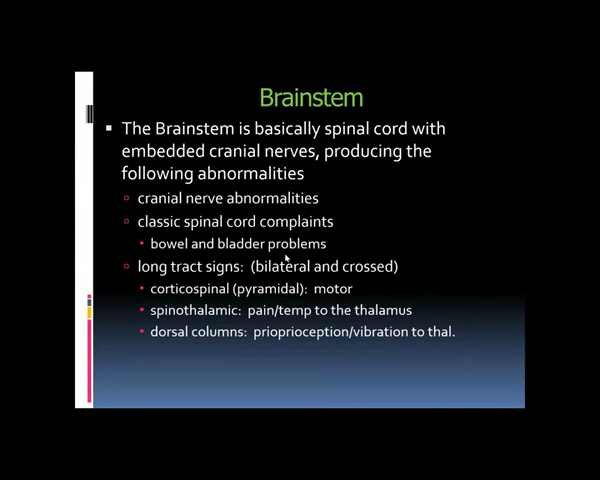 Brainstem
The Brainstem is basically spinal cord with
embedded cranial nerves, producing the
following abnormalities
cranial nerve abnormalities
classic spinal cord complaints
bowel and bladder problems
long tract signs: (bilateral and crossed)
corticospinal (pyramidal): motor
spinothalamic: pain/temp to the thalamus
dorsal columns: prioprioception/vibration to thal.